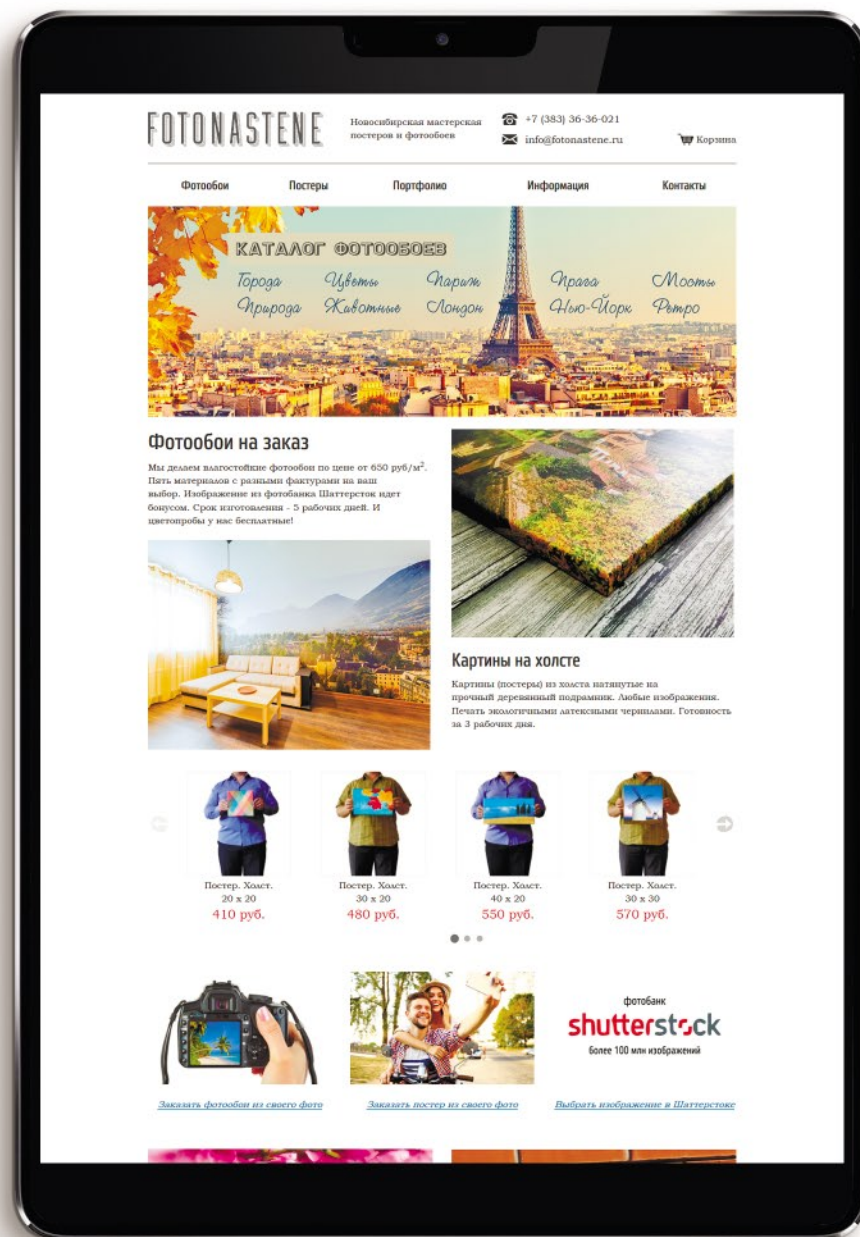 FOTONASTENE
Новосибирская мастерская
постеров и фотообоев
+7 (383) 36-36-021
info@fotonastene.ru
Корзина
Фотообои
Постеры
Портфолио
Информация
Контакты
КАТАЛОГ ФОТООБОЕВ
Города Цветы Париж Прага Мосты
Природа Животные Лондон Нью-Йорк Ретро
Фотообои на заказ
Мы делаем влагостойкие фотообои по цене от 650 руб/м².
Пять материалов с разными фактурами на ваш
выбор. Изображение из фотобанка Шаттерсток идет
бонусом. Срок изготовления - 5 рабочих дней. И
цветопробы у нас бесплатные!
Картины на холсте
Картины (постеры) из холста натянутые на
прочный деревянный подрамник. Любые изображения.
Печать экологичными латексными чернилами. Готовность
за 3 рабочих дня.
Постер. Холст.
20 x 20
410 руб.
Постер. Холст.
30 x 20
480 руб.
Постер. Холст.
40 x 20
550 руб.
Постер. Холст.
30 x 30
570 руб.
фотобанк
shutterstock
более 100 млн изображений
Заказать фотообои из своего фото
Заказать постер из своего фото
Выбрать изображение в Шаттерстоке